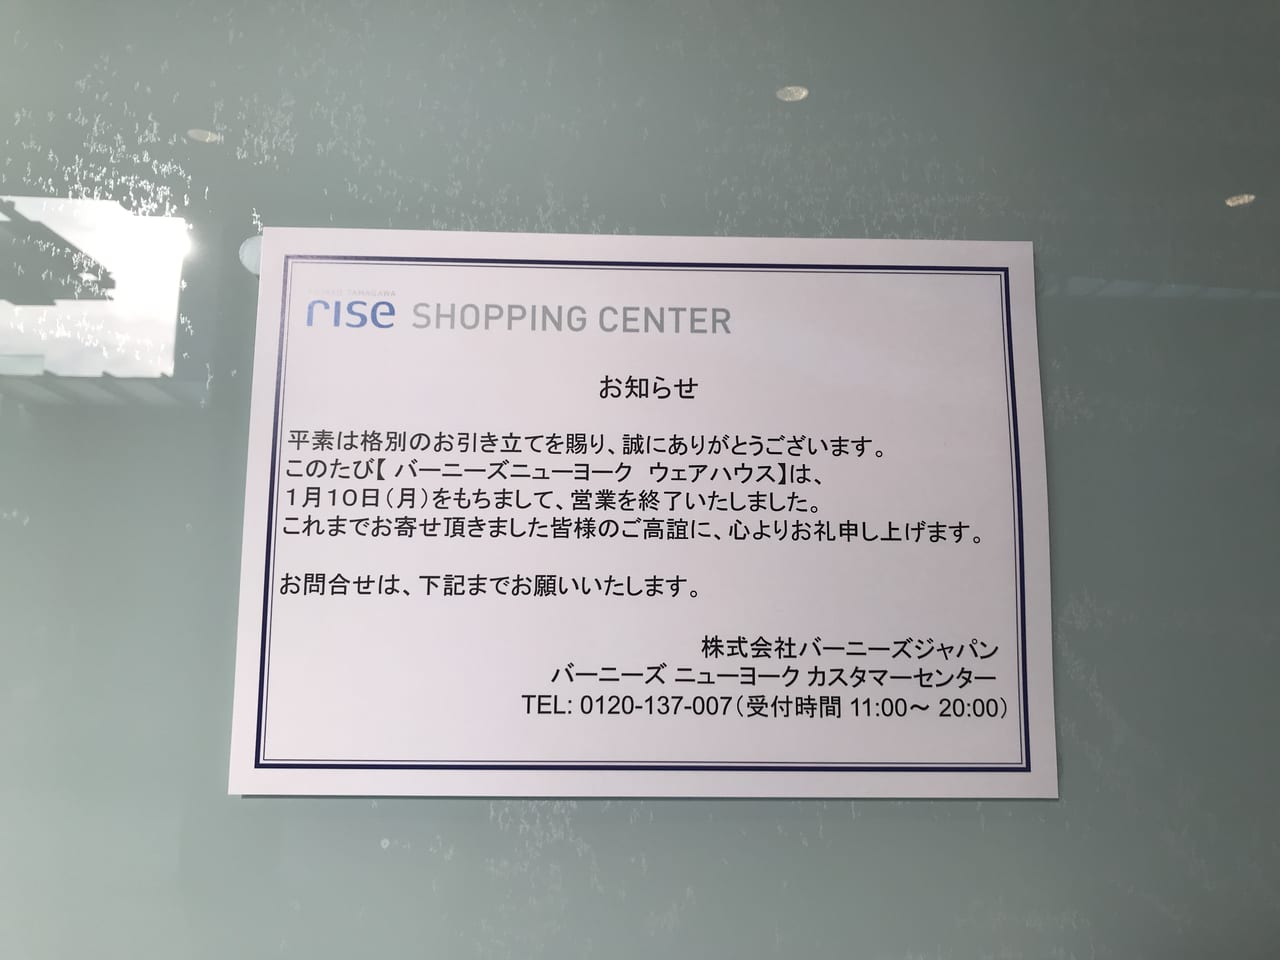 TAMAGAWA
rise SHOPPING CENTER
お知らせ
平素は格別のお引き立てを賜り、誠にありがとうございます。
このたび【 バーニーズニューヨーク　ウェアハウス】は、
１月１０日（月）をもちまして、営業を終了いたしました。
これまでお寄せ頂きました皆様のご高誼に、心よりお礼申し上げます。
お問合せは、下記までお願いいたします。
株式会社バーニーズジャパン
バーニーズ ニューヨーク カスタマーセンター
TEL: 0120-137-007（受付時間 11:00～ 20:00）